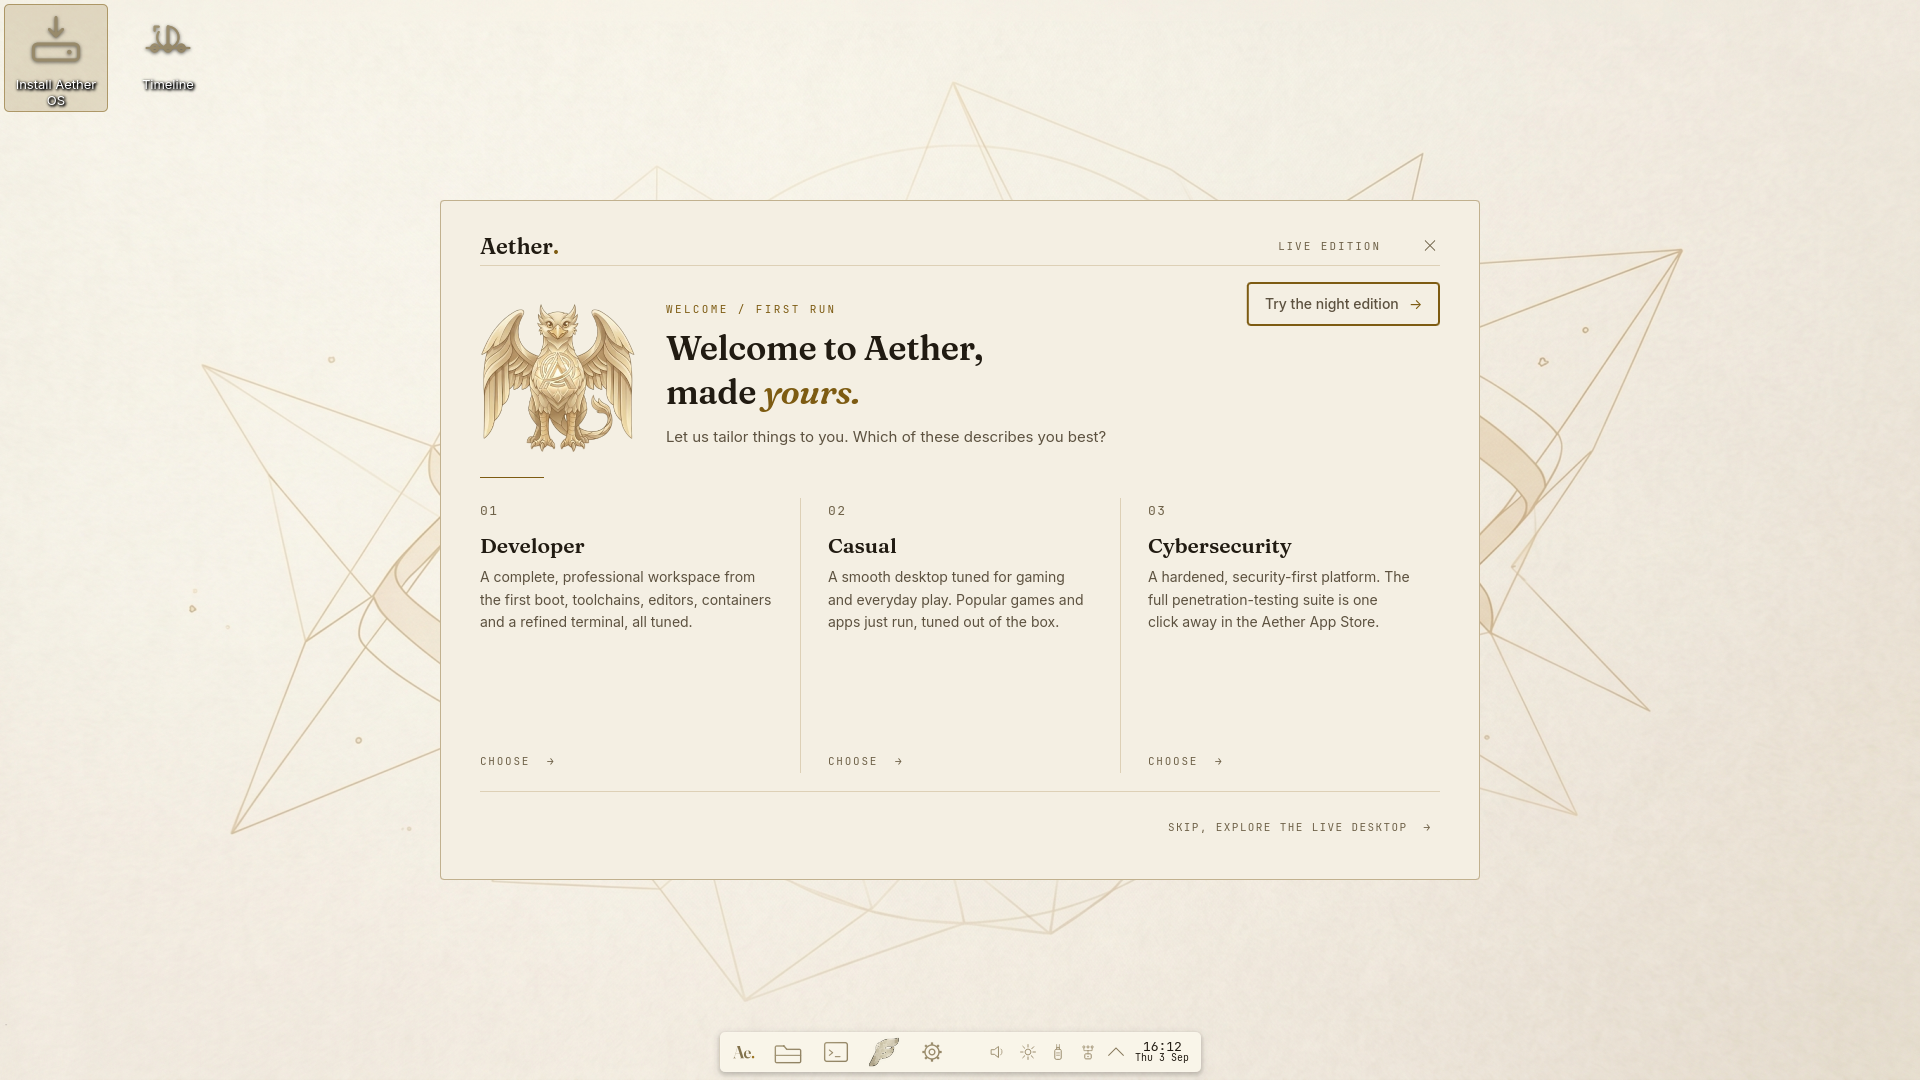 Install Aether
OS
Timeline
Aether.
LIVE EDITION
Try the night edition →
WELCOME / FIRST RUN
Welcome to Aether,
made yours.
Let us tailor things to you. Which of these describes you best?
01
Developer
A complete, professional workspace from
the first boot, toolchains, editors, containers
and a refined terminal, all tuned.
CHOOSE →
02
Casual
A smooth desktop tuned for gaming
and everyday play. Popular games and
apps just run, tuned out of the box.
CHOOSE →
03
Cybersecurity
A hardened, security-first platform. The
full penetration-testing suite is one
click away in the Aether App Store.
CHOOSE →
SKIP, EXPLORE THE LIVE DESKTOP →
Ae.
16:12
Thu 3 Sep